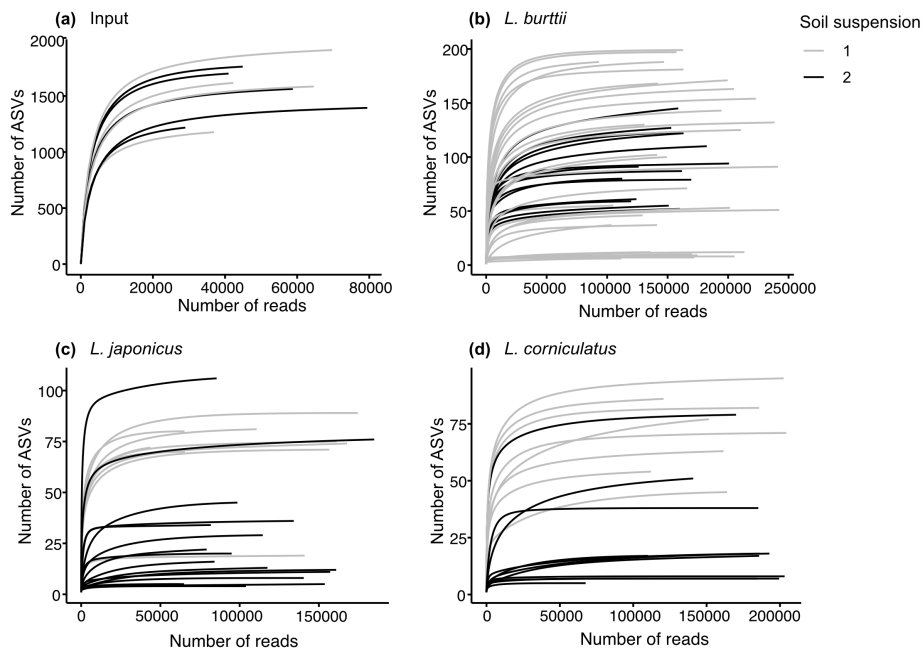 (a) Input
2000
1500
1000
500
0
Number of ASVs
0 20000 40000 60000 80000
Number of reads
(b) L. burttii
200
150
100
50
0
Number of ASVs
0 50000 100000 150000 200000 250000
Number of reads
Soil suspension
1
2
(c) L. japonicus
100
75
50
25
0
Number of ASVs
0 50000 100000 150000
Number of reads
(d) L. corniculatus
75
50
25
0
Number of ASVs
0 50000 100000 150000 200000
Number of reads